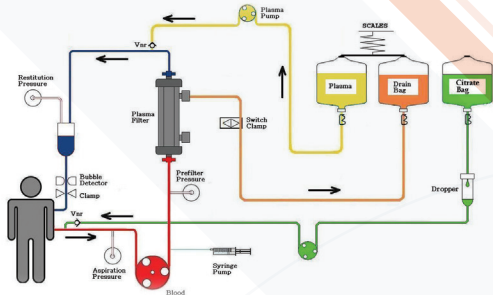 Plasma
Pump
SCALES
Var
Restitution
Pressure
Plasma
Filter
Plasma
Drain
Bag
Citrate
Bag
Switch
Clamp
Bubble
Detector
Clamp
Prefilter
Pressure
Dropper
Var
Aspiration
Pressure
Syringe
Pump
Blood